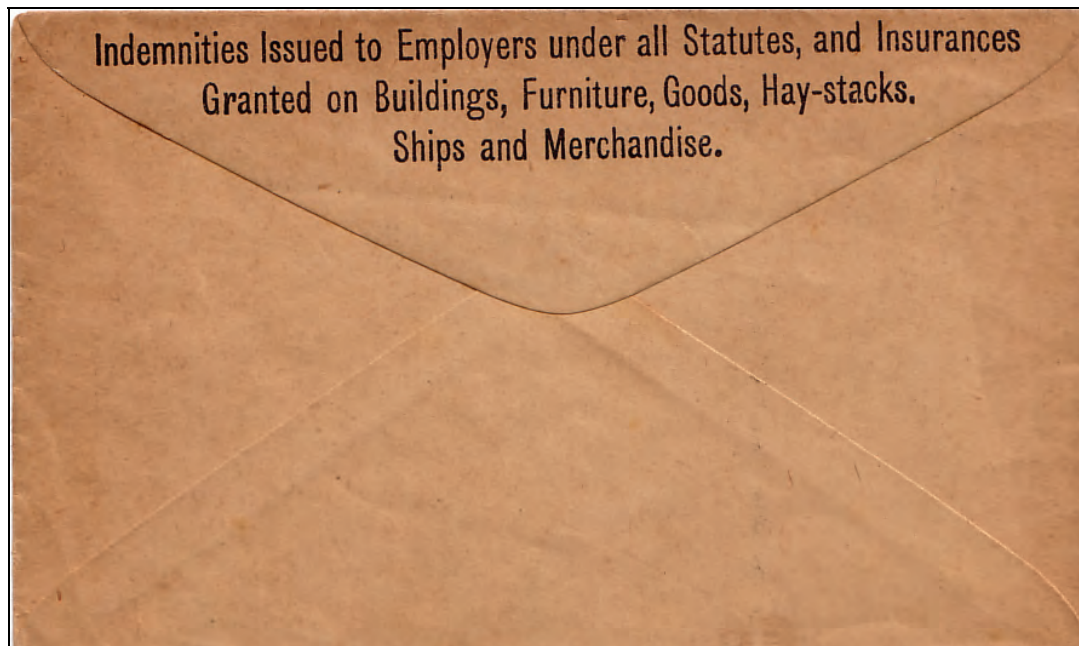 Indemnities Issued to Employers under all Statutes, and Insurances
Granted on Buildings, Furniture, Goods, Hay-stacks.
Ships and Merchandise.